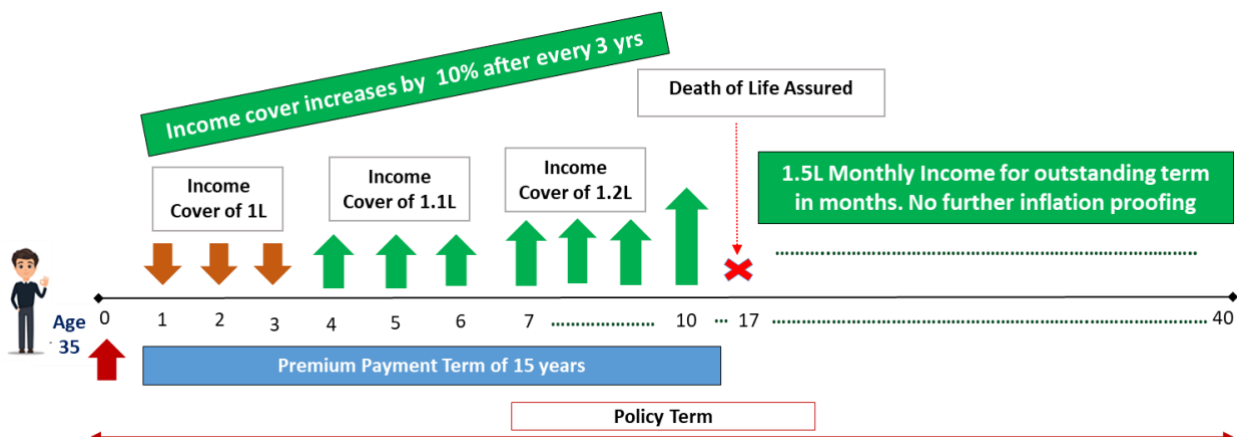 Income cover increases by 10% after every 3 yrs
Death of Life Assured
Income
Cover of 1L
Income
Cover of 1.1L
Income
Cover of 1.2L
1.5L Monthly Income for outstanding term
in months. No further inflation proofing
Age
35
0 1 2 3 4 5 6 7 ..................... 10 ... 17 ..................... 40
Premium Payment Term of 15 years
Policy Term